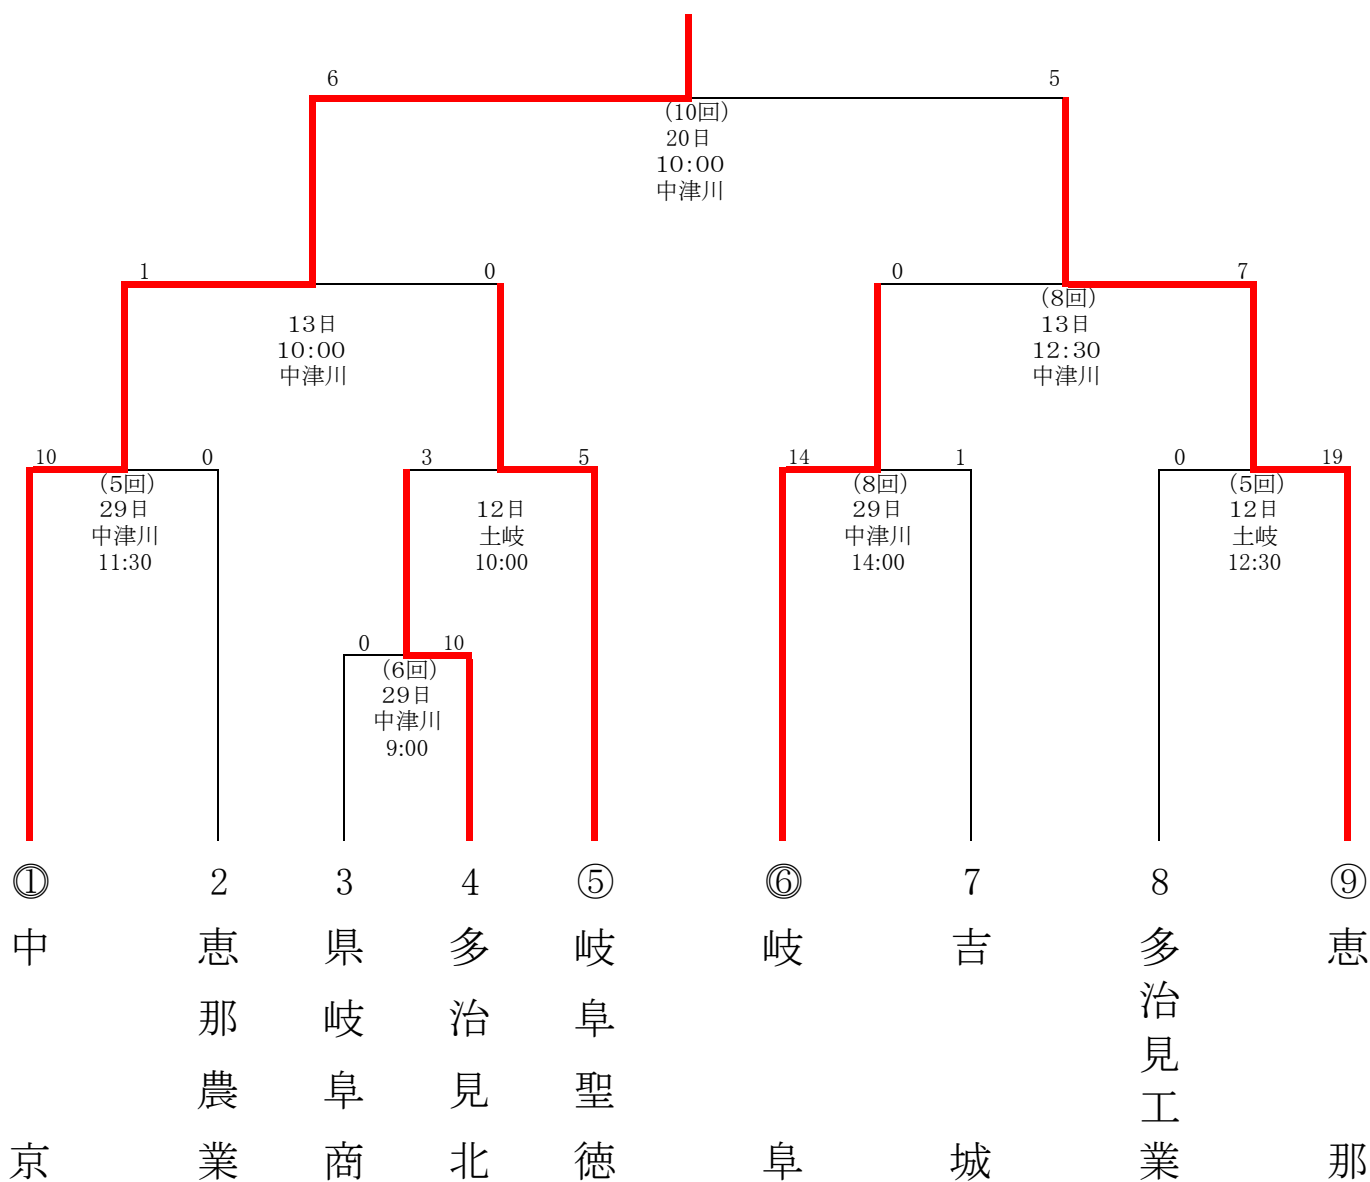 6 5
(10回)
20日
10:00
中津川
1 0 0 7
(8回)
13日 13日
10:00 12:30
中津川 中津川
10 0 3 5 14 1 0 19
(5回) (8回) (5回)
29日 12日 29日 12日
中津川 土岐 中津川 土岐
11:30 10:00 14:00 12:30
0 10
(6回)
29日
中津川
9:00
① 2 3 4 ⑤ ⑥ 7 8 ⑨
中京
恵那農業
県岐阜商
多治見北
岐阜聖徳
岐阜
吉城
多治見工業
恵那